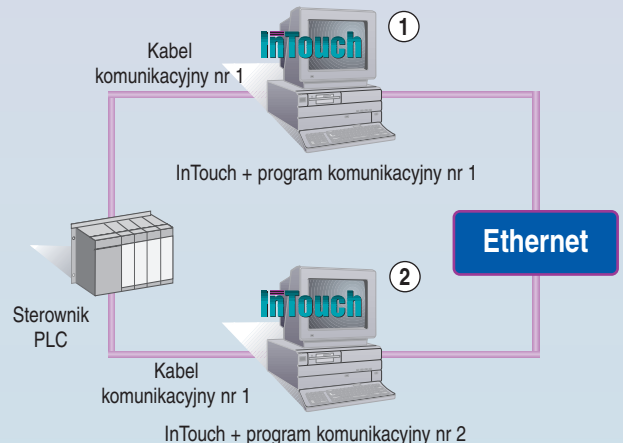 InTouch
1
Kabel
komunikacyjny nr 1
InTouch + program komunikacyjny nr 1
Ethernet
InTouch
2
Sterownik
PLC
Kabel
komunikacyjny nr 1
InTouch + program komunikacyjny nr 2